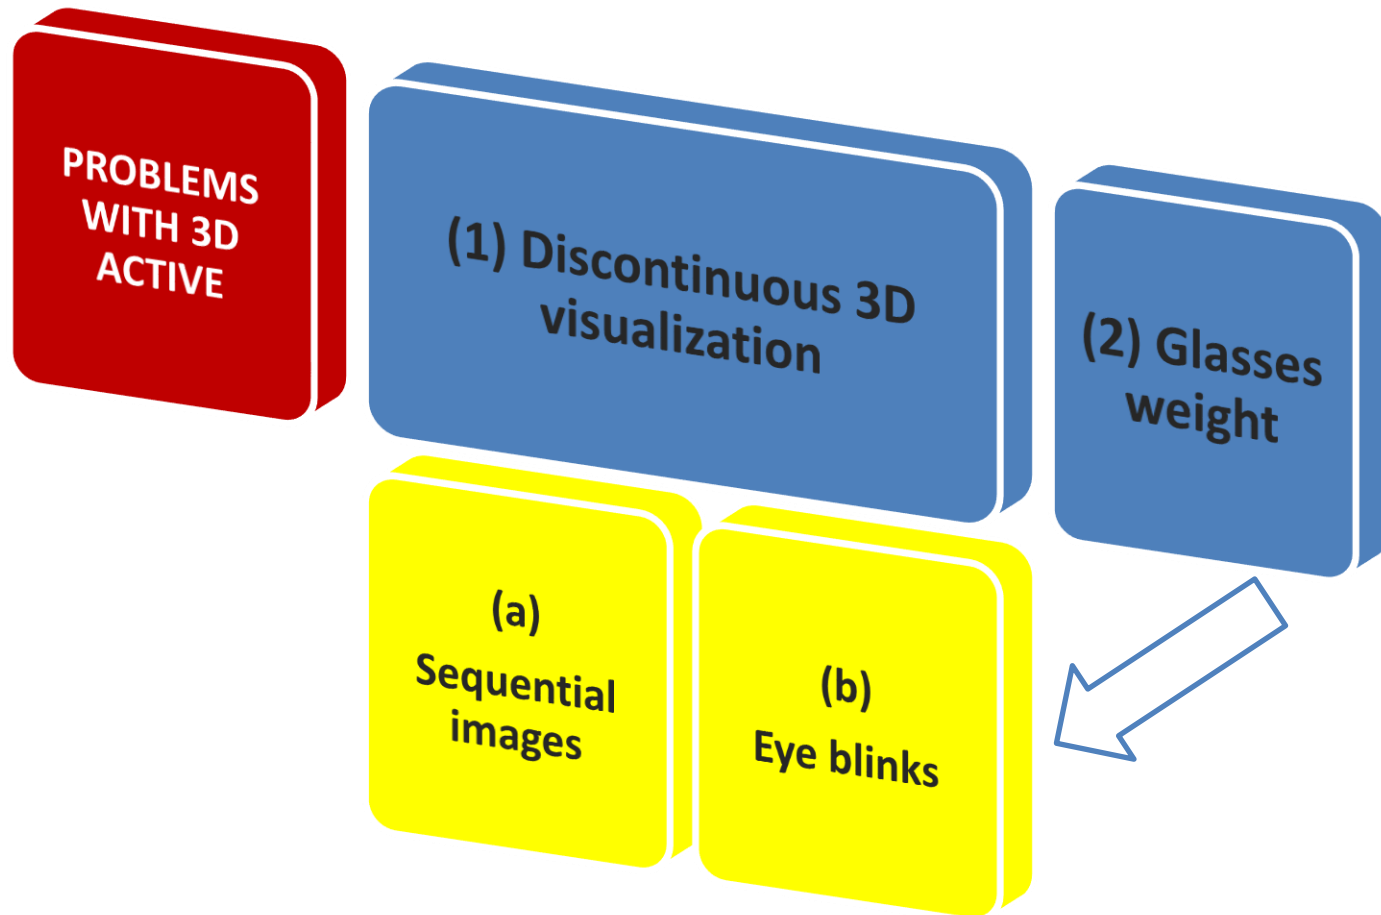 PROBLEMS
WITH 3D
ACTIVE
(1) Discontinuous 3D
visualization
(2) Glasses
weight
(a)
Sequential
images
(b)
Eye blinks